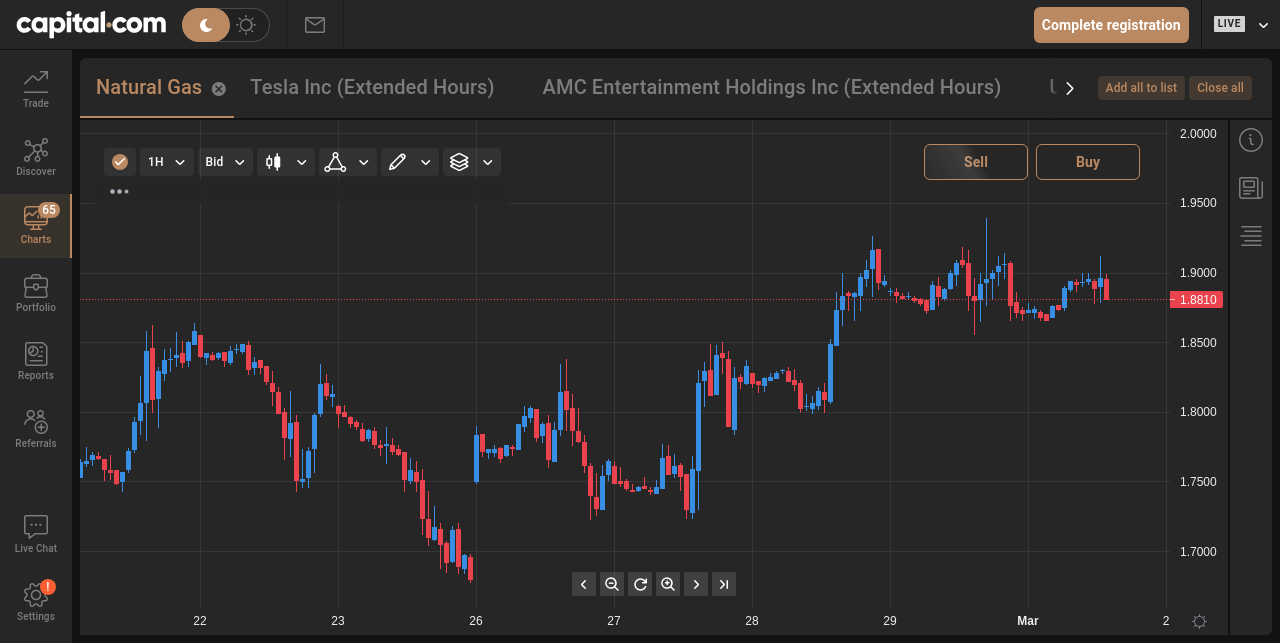 capital.com
Complete registration
LIVE
Natural Gas
Tesla Inc (Extended Hours)
AMC Entertainment Holdings Inc (Extended Hours)
Add all to list
Close all
Trade
Discover
65
Charts
Portfolio
Reports
Referrals
Live Chat
!
Settings
1H
Bid
Sell
Buy
2.0000
1.9500
1.9000
1.8810
1.8500
1.8000
1.7500
1.7000
22
23
26
27
28
29
Mar
2